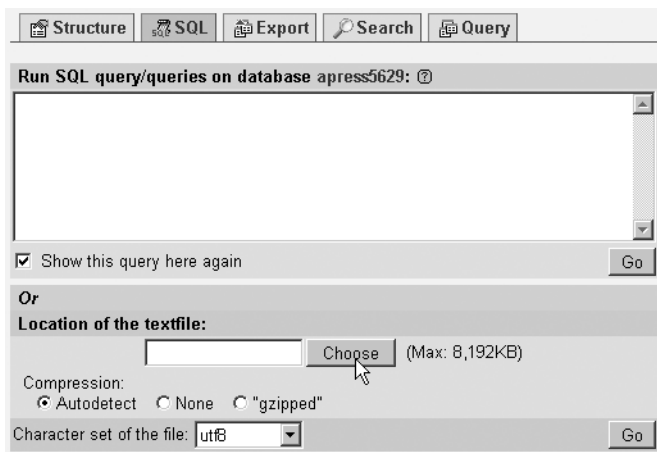 Structure SQL Export Search Query
Run SQL query/queries on database apress5629:
Show this query here again Go
Or
Location of the textfile:
Choose (Max: 8,192KB)
Compression:
Autodetect None "gzipped"
Character set of the file: utf8 Go